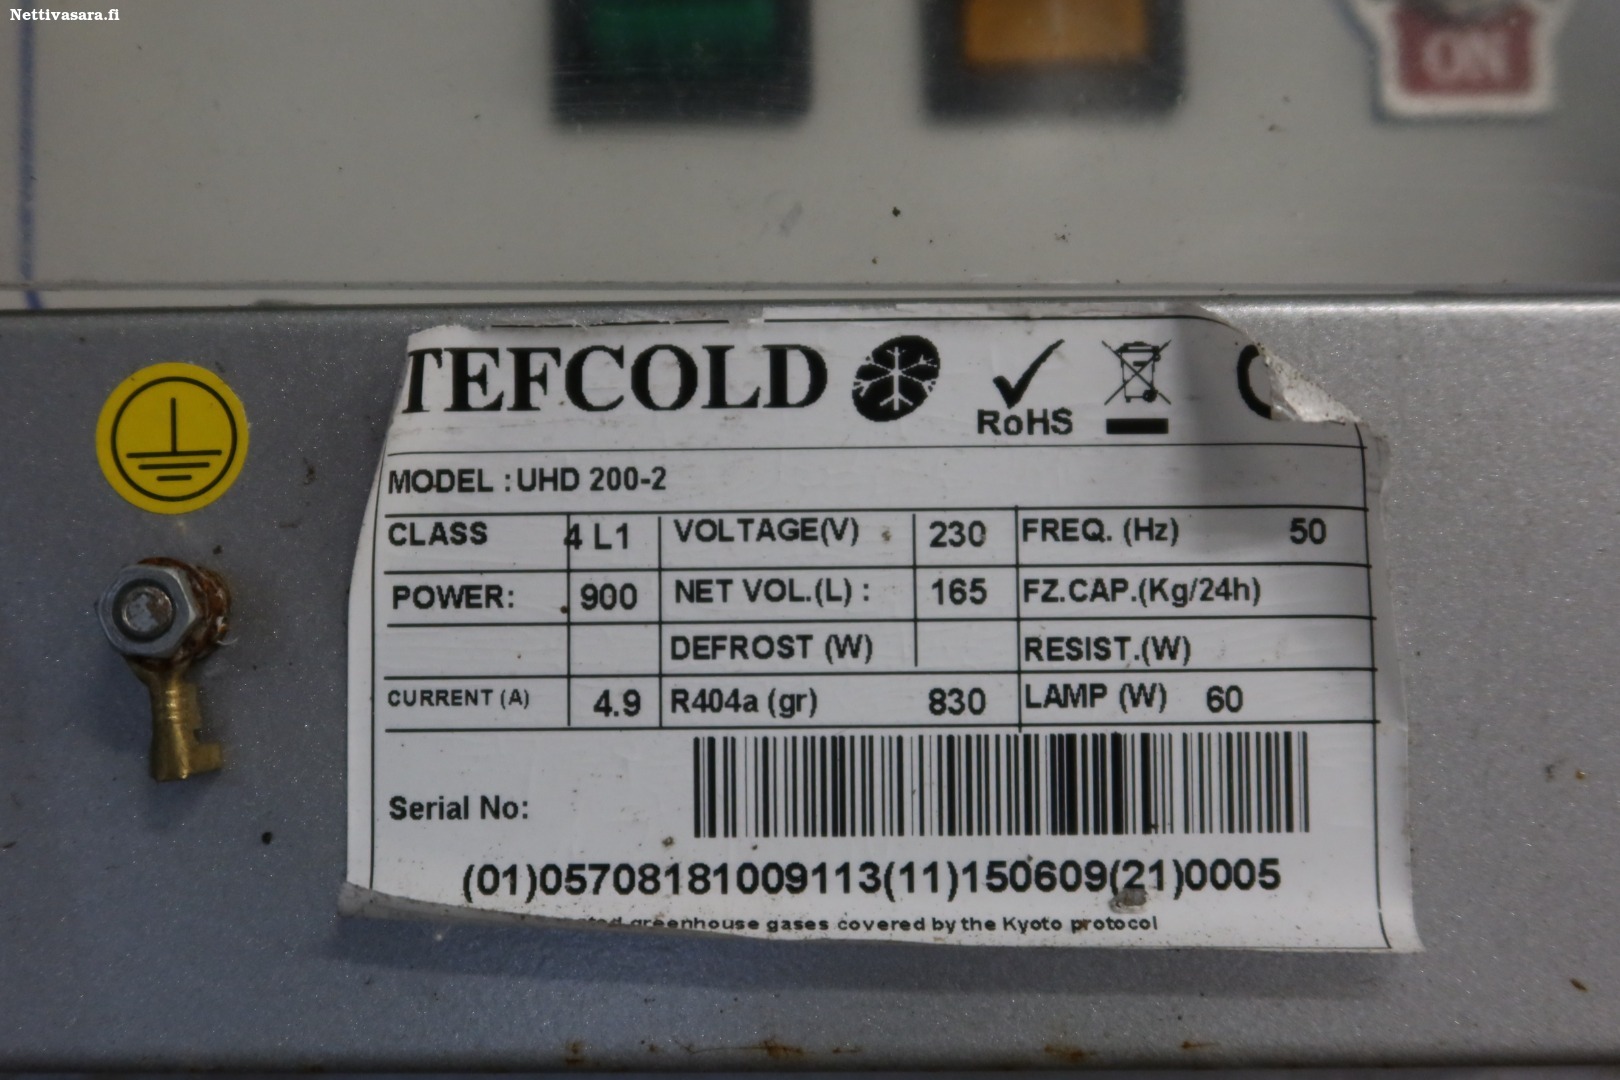 Nettivasara.fi
ON
TEFCOLD RoHS
MODEL : UHD 200-2
CLASS 4 L1 VOLTAGE(V) 230 FREQ. (Hz) 50
POWER: 900 NET VOL.(L) : 165 FZ.CAP.(Kg/24h)
DEFROST (W) RESIST.(W)
CURRENT (A) 4.9 R404a (gr) 830 LAMP (W) 60
Serial No:
(01)05708181009113(11)150609(21)0005
greenhouse gases covered by the Kyoto protocol